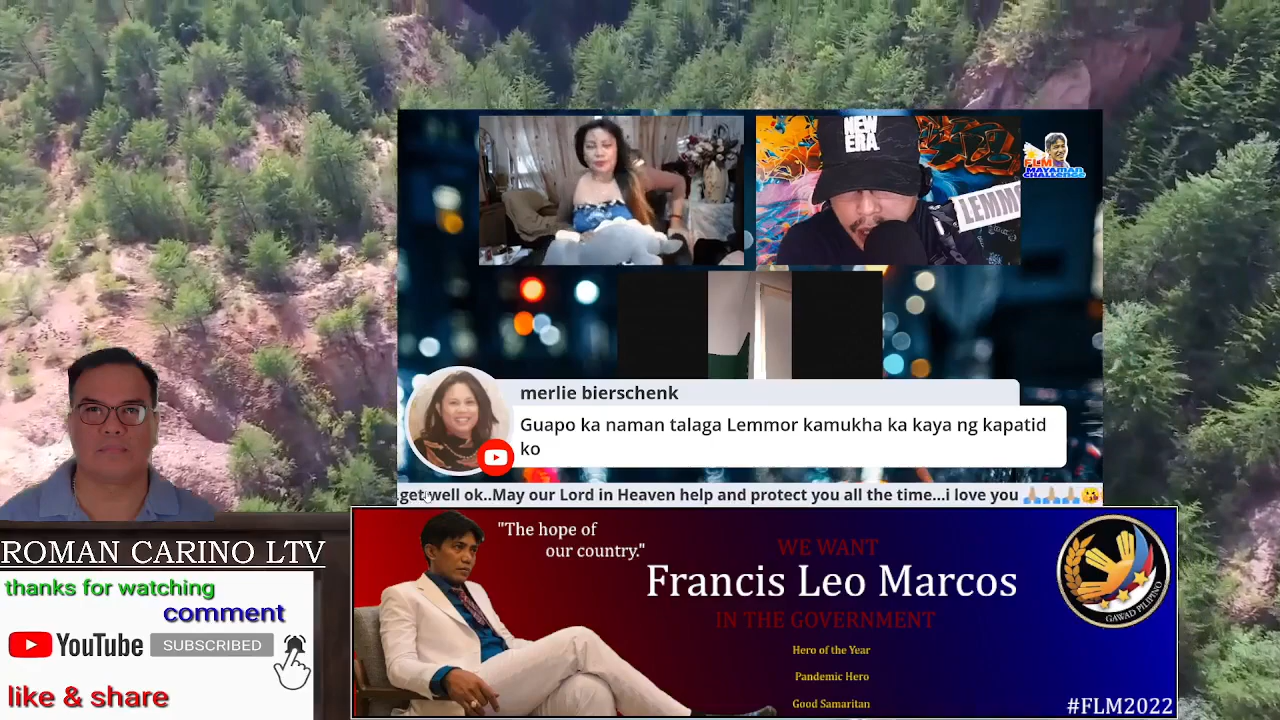 NEW
ERA
LEMM
FLM
MAYAMAN
CHALLENGE
merlie bierschenk
Guapo ka naman talaga Lemmor kamukha ka kaya ng kapatid
ko
.get well ok..May our Lord in Heaven help and protect you all the time...i love you 🙏🙏🙏😘
"The hope of
our country."
WE WANT
Francis Leo Marcos
IN THE GOVERNMENT
Hero of the Year
Pandemic Hero
Good Samaritan
GAWAD PILIPINO
#FLM2022
ROMAN CARINO LTV
thanks for watching
comment
YouTube SUBSCRIBED
like & share